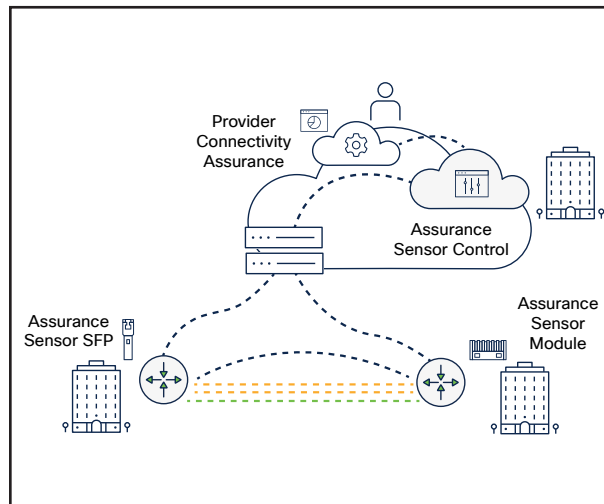 Provider
Connectivity
Assurance
Assurance
Sensor Control
Assurance
Sensor SFP
Assurance
Sensor
Module